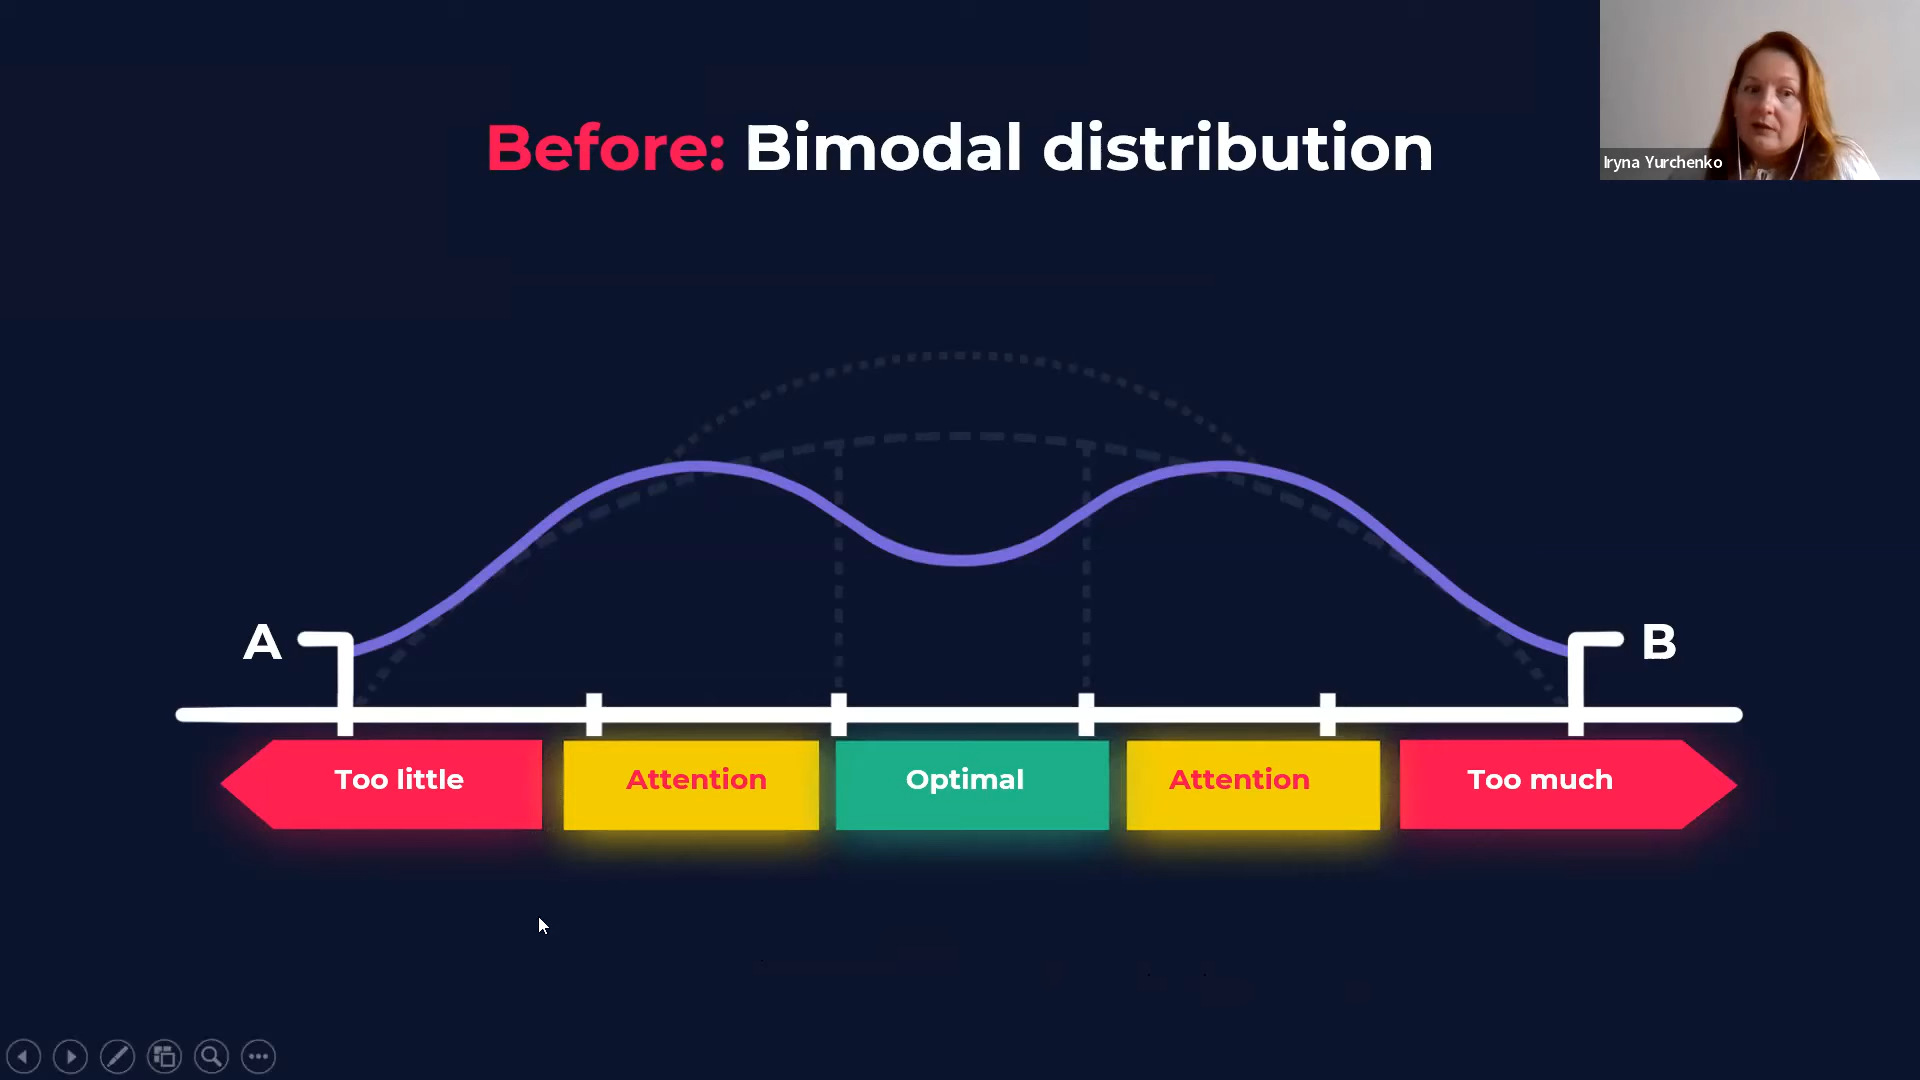 Before: Bimodal distribution
Iryna Yurchenko
A
B
Too little
Attention
Optimal
Attention
Too much